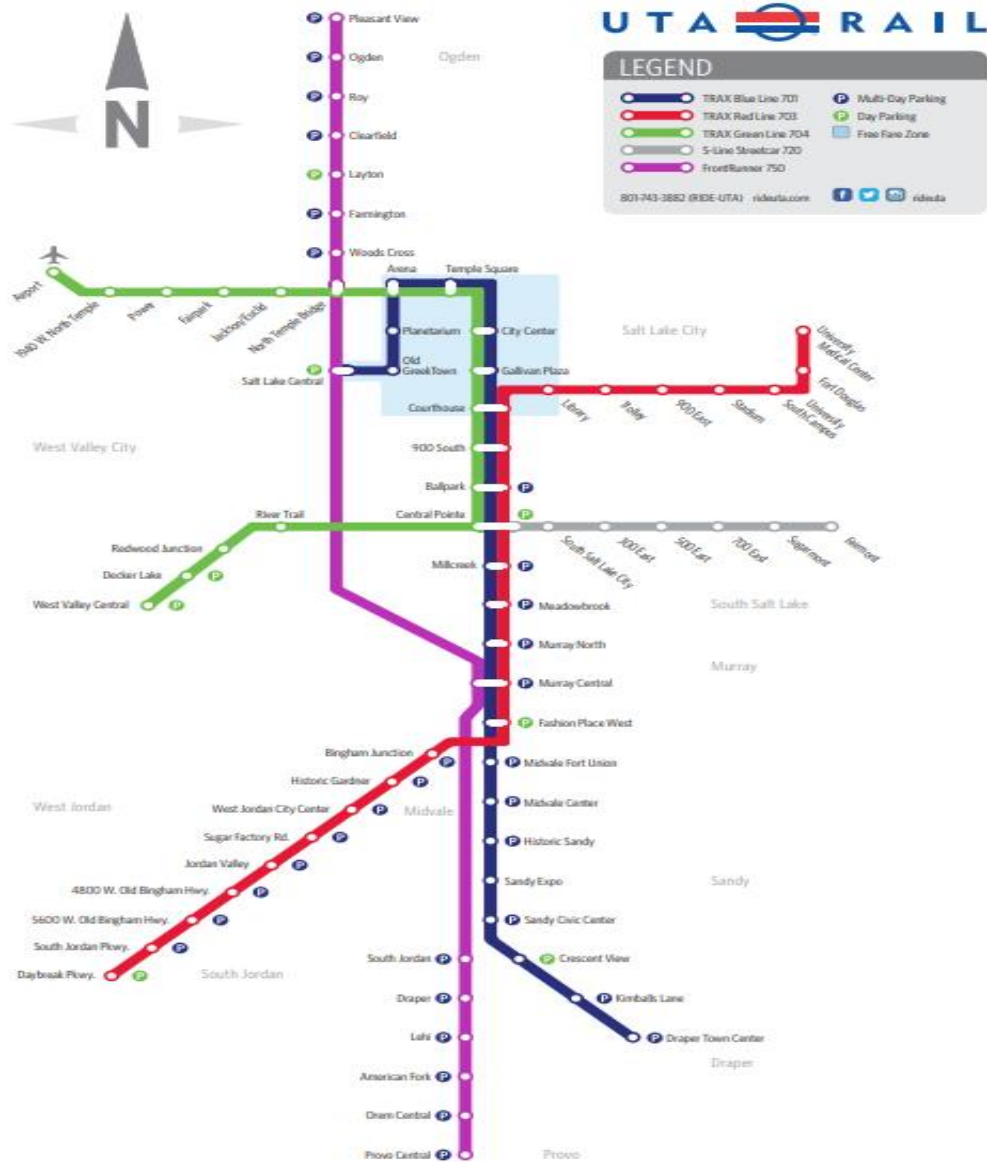 UTA RAIL
LEGEND
TRAX Blue Line 701
TRAX Red Line 703
TRAX Green Line 704
S-Line Streetcar 720
FrontRunner 750
P Multi-Day Parking
P Day Parking
Free Fare Zone
801-743-3882 (RIDE-UTA) rideuta.com
rideuta
N
P Pleasant View
P Ogden
Ogden
P Roy
P Clearfield
P Layton
P Farmington
P Woods Cross
Airport
1940 W. North Temple
Power
Fairpark
Jackson/Euclid
North Temple Bridge
Arena
Temple Square
Planetarium
City Center
Salt Lake City
Old
GreekTown
Gallivan Plaza
P
Salt Lake Central
Courthouse
Library
Trolley
900 East
Stadium
University
South Campus
Fort Douglas
University
Medical Center
West Valley City
900 South
Ballpark
P
River Trail
Central Pointe
P
South Salt Lake City
300 East
500 East
700 East
Sugarmont
Fairmont
Redwood Junction
Decker Lake
P
West Valley Central
P
Millcreek
P
P Meadowbrook
South Salt Lake
P Murray North
Murray
P Murray Central
P Fashion Place West
Bingham Junction
P
Historic Gardner
P
West Jordan City Center
P
Sugar Factory Rd.
P
Jordan Valley
P
4800 W. Old Bingham Hwy.
P
5600 W. Old Bingham Hwy.
P
South Jordan Pkwy.
P
Daybreak Pkwy.
P
West Jordan
Midvale
South Jordan
P Midvale Fort Union
P Midvale Center
P Historic Sandy
Sandy Expo
Sandy
P Sandy Civic Center
P Crescent View
P Kimballs Lane
P Draper Town Center
Draper
South Jordan P
Draper P
Lehi P
American Fork P
Orem Central P
Provo Central P
Provo